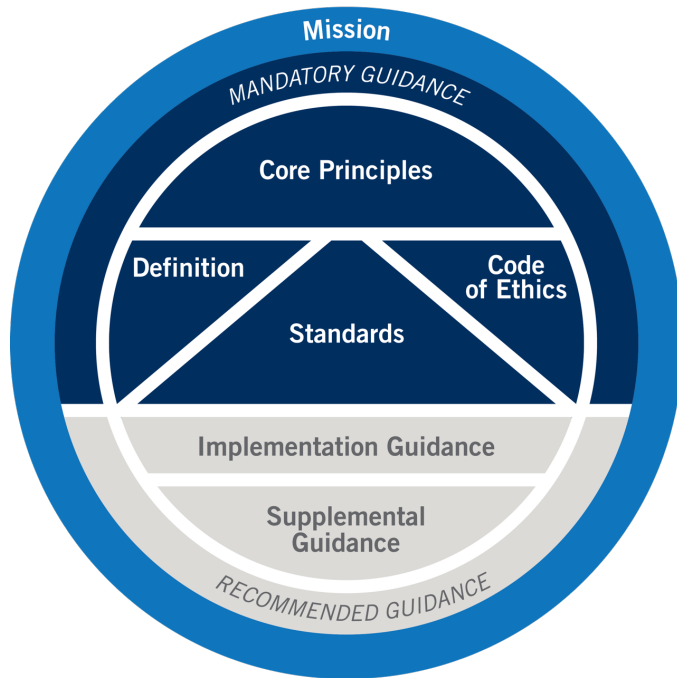 Mission
MANDATORY GUIDANCE
Core Principles
Definition
Code
of Ethics
Standards
Implementation Guidance
Supplemental
Guidance
RECOMMENDED GUIDANCE